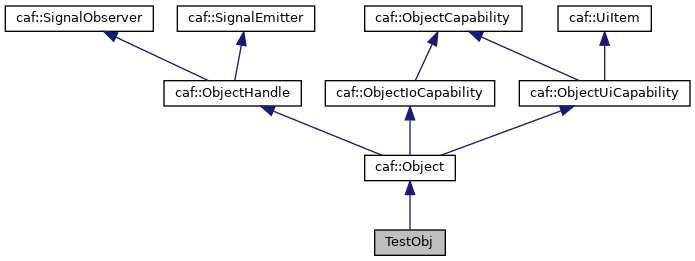 caf::SignalObserver
caf::SignalEmitter
caf::ObjectCapability
caf::UiItem
caf::ObjectHandle
caf::ObjectIoCapability
caf::ObjectUiCapability
caf::Object
TestObj